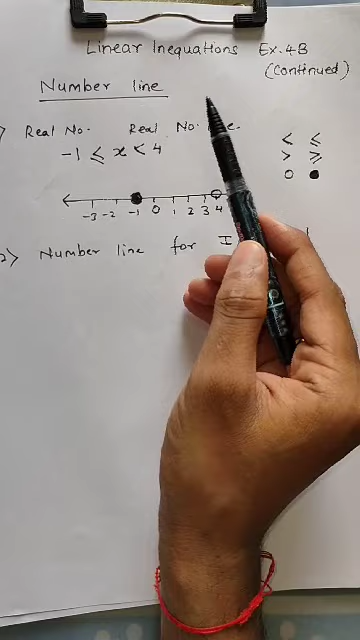 Linear Inequations Ex. 4B
(Continued)
Number line
Real No. Real No.
-1 ≤ x < 4
< ≤
> ≥
○ ●
-3 -2 -1 0 1 2 3 4
2> Number line for